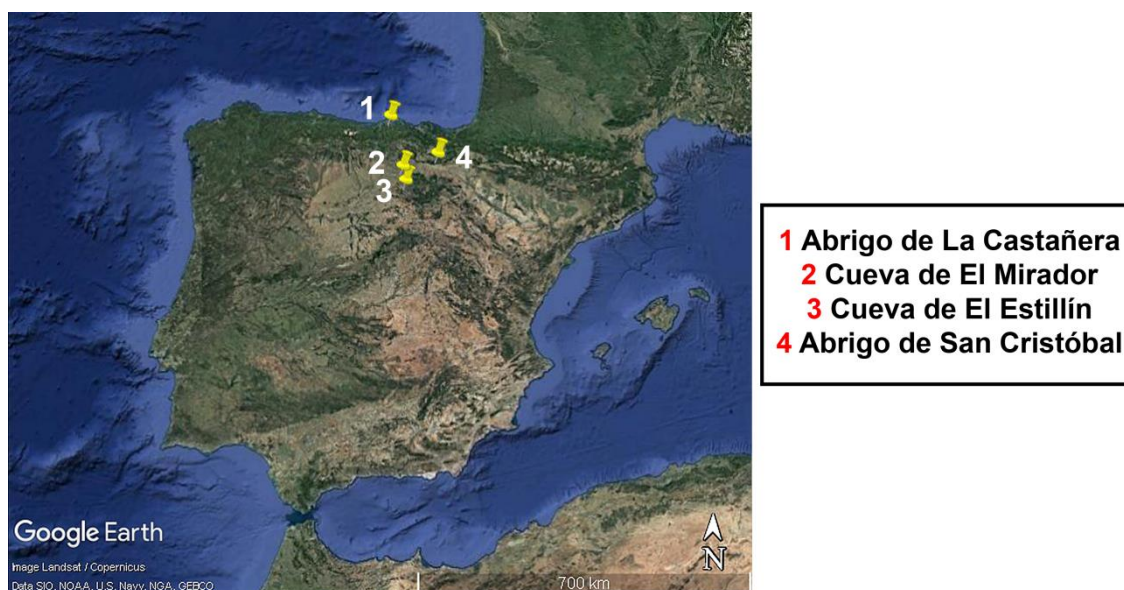 1
2
3
4
Google Earth
Image Landsat / Copernicus
Data SIO, NOAA, U.S. Navy, NGA, GEBCO
N
700 km
1 Abrigo de La Castañera
2 Cueva de El Mirador
3 Cueva de El Estillín
4 Abrigo de San Cristóbal